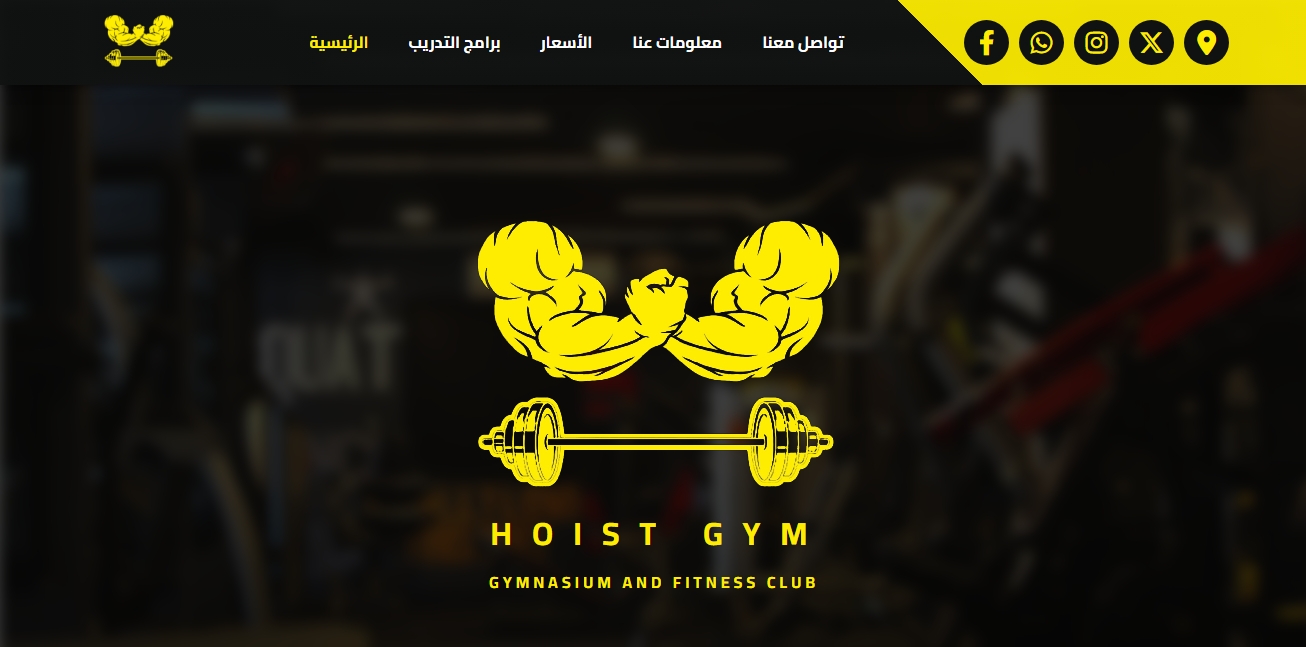 الرئيسية
برامج التدريب
الأسعار
معلومات عنا
تواصل معنا
QUAT
HOIST GYM
GYMNASIUM AND FITNESS CLUB